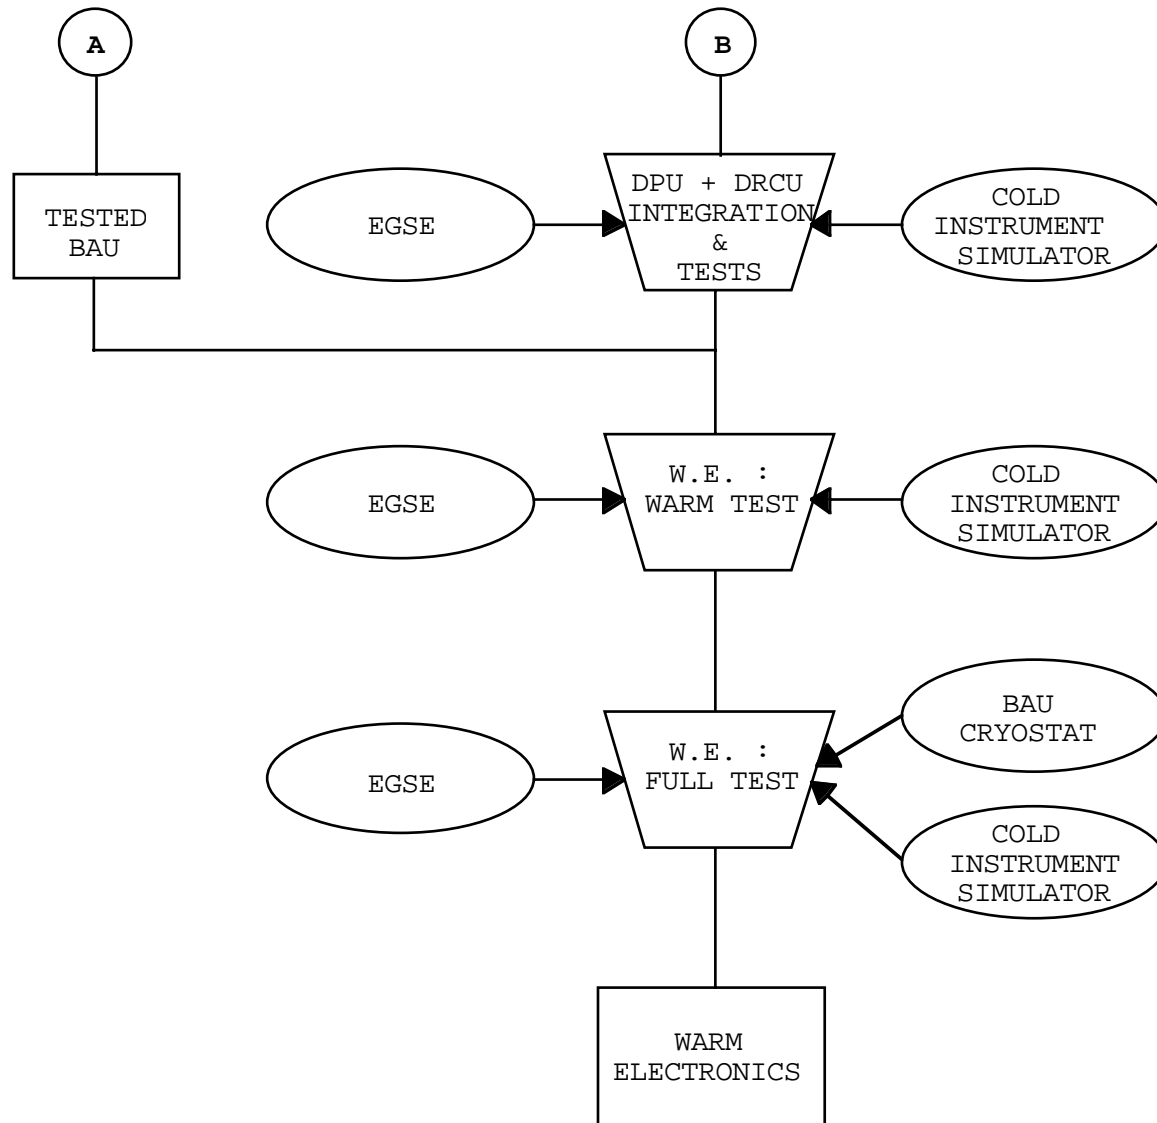 A
B
TESTED
BAU
EGSE
DPU + DRCU
INTEGRATION
&
TESTS
COLD
INSTRUMENT
SIMULATOR
EGSE
W.E. :
WARM TEST
COLD
INSTRUMENT
SIMULATOR
EGSE
W.E. :
FULL TEST
BAU
CRYOSTAT
COLD
INSTRUMENT
SIMULATOR
WARM
ELECTRONICS